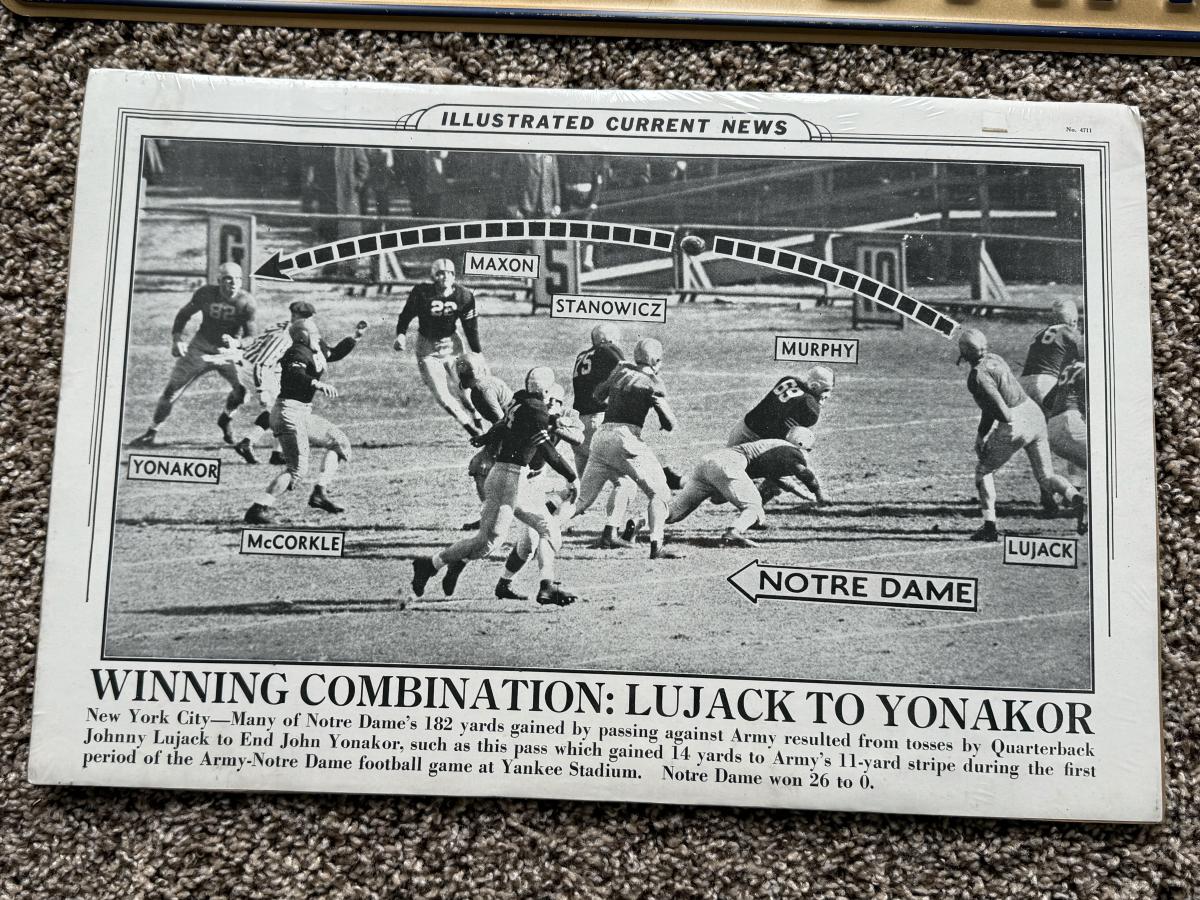 ILLUSTRATED CURRENT NEWS
No. 4711
MAXON
STANOWICZ
MURPHY
82
22
75
69
YONAKOR
McCORKLE
LUJACK
NOTRE DAME
WINNING COMBINATION: LUJACK TO YONAKOR
New York City—Many of Notre Dame's 182 yards gained by passing against Army resulted from tosses by Quarterback
Johnny Lujack to End John Yonakor, such as this pass which gained 14 yards to Army's 11-yard stripe during the first
period of the Army-Notre Dame football game at Yankee Stadium. Notre Dame won 26 to 0.